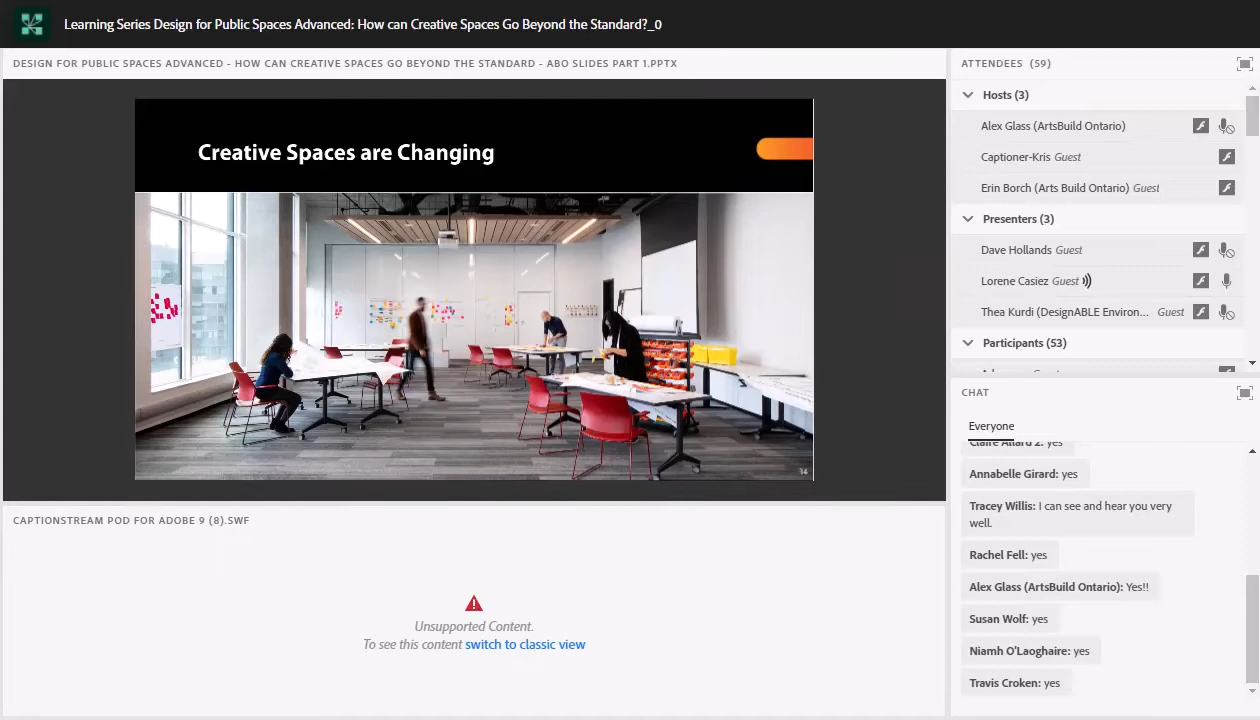 Learning Series Design for Public Spaces Advanced: How can Creative Spaces Go Beyond the Standard?_0
DESIGN FOR PUBLIC SPACES ADVANCED - HOW CAN CREATIVE SPACES GO BEYOND THE STANDARD - ABO SLIDES PART 1.PPTX
Creative Spaces are Changing
14
CAPTIONSTREAM POD FOR ADOBE 9 (8).SWF
Unsupported Content.
To see this content switch to classic view
ATTENDEES (59)
Hosts (3)
Alex Glass (ArtsBuild Ontario)
Captioner-Kris Guest
Erin Borch (Arts Build Ontario) Guest
Presenters (3)
Dave Hollands Guest
Lorene Casiez Guest
Thea Kurdi (DesignABLE Environ... Guest
Participants (53)
CHAT
Everyone
Claire Allard 2: yes
Annabelle Girard: yes
Tracey Willis: I can see and hear you very
well.
Rachel Fell: yes
Alex Glass (ArtsBuild Ontario): Yes!!
Susan Wolf: yes
Niamh O'Laoghaire: yes
Travis Croken: yes